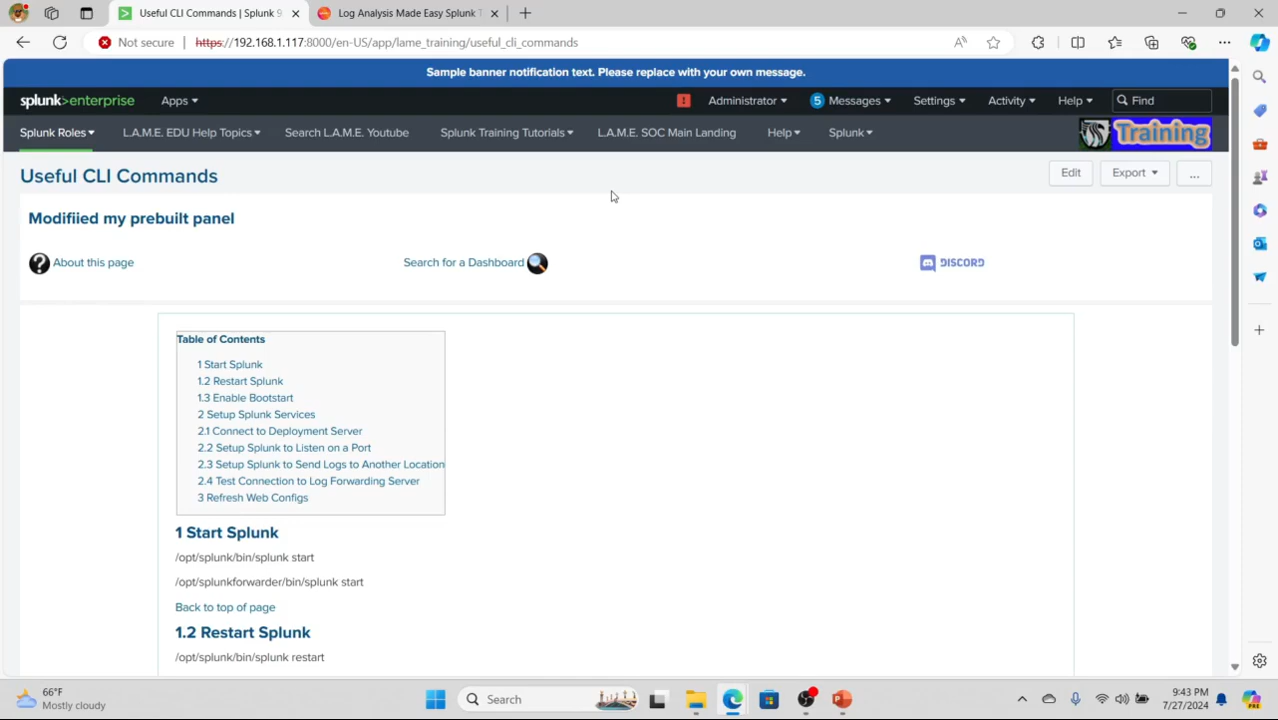 Useful CLI Commands | Splunk 9
Log Analysis Made Easy Splunk T
Not secure
https://192.168.1.117:8000/en-US/app/lame_training/useful_cli_commands
Sample banner notification text. Please replace with your own message.
splunk>enterprise
Apps
!
Administrator
5 Messages
Settings
Activity
Help
Find
Splunk Roles
L.A.M.E. EDU Help Topics
Search L.A.M.E. Youtube
Splunk Training Tutorials
L.A.M.E. SOC Main Landing
Help
Splunk
Training
Useful CLI Commands
Edit
Export
...
Modifiied my prebuilt panel
About this page
Search for a Dashboard
DISCORD
Table of Contents
1 Start Splunk
1.2 Restart Splunk
1.3 Enable Bootstart
2 Setup Splunk Services
2.1 Connect to Deployment Server
2.2 Setup Splunk to Listen on a Port
2.3 Setup Splunk to Send Logs to Another Location
2.4 Test Connection to Log Forwarding Server
3 Refresh Web Configs
1 Start Splunk
/opt/splunk/bin/splunk start
/opt/splunkforwarder/bin/splunk start
Back to top of page
1.2 Restart Splunk
/opt/splunk/bin/splunk restart
66°F
Mostly cloudy
Search
9:43 PM
7/27/2024